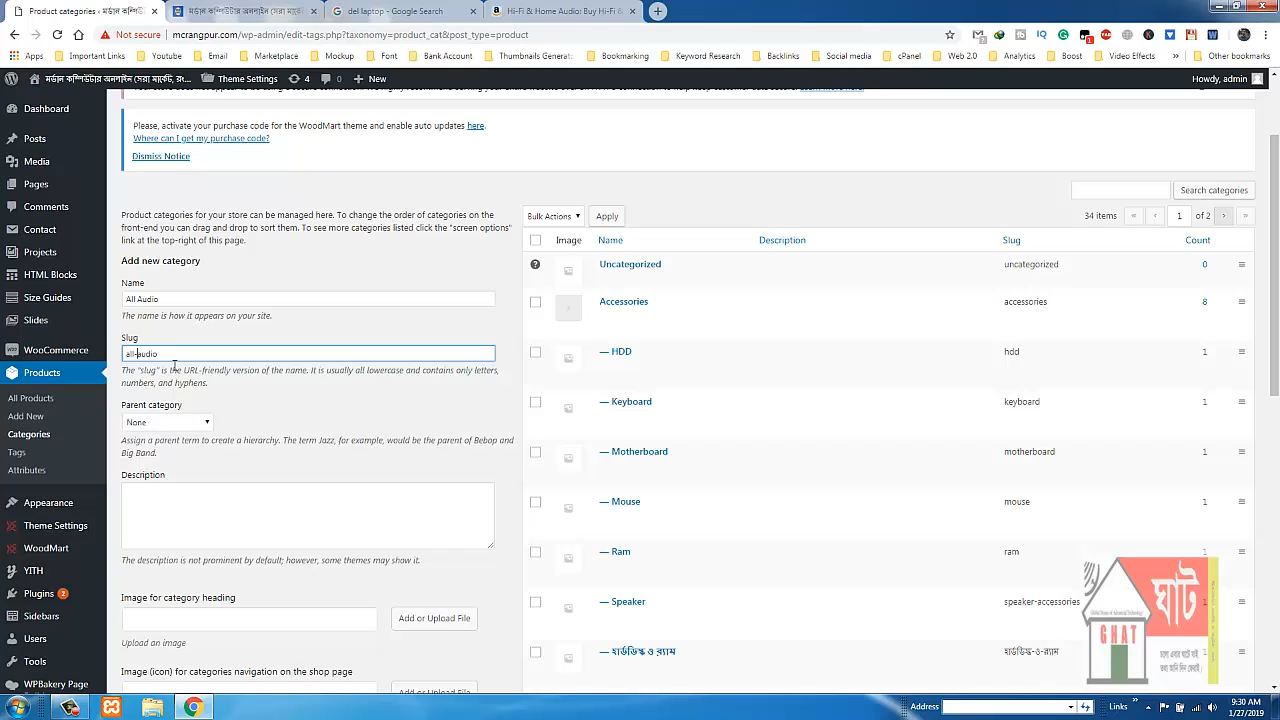 Product categories ‹ মর্ডান কম্পি
del laptop - Google Search
Hi-Fi & Home Audio: Buy Hi-Fi &
Not secure | mcrangpur.com/wp-admin/edit-tags.php?taxonomy=product_cat&post_type=product
Apps Important Links Youtube Email Marketplace Mockup Font Bank Account Thumbnails Generat: Bookmarking Keyword Research Backlinks Social media cPanel Web 2.0 Analytics Boost Video Effects » Other bookmarks
Theme Settings 4 0 + New Howdy, admin
Please, activate your purchase code for the WoodMart theme and enable auto updates here.
Where can I get my purchase code?
Dismiss Notice
Dashboard
Posts
Media
Pages
Comments
Contact
Projects
HTML Blocks
Size Guides
Slides
WooCommerce
Products
All Products
Add New
Categories
Tags
Attributes
Appearance
Theme Settings
WoodMart
YITH
Plugins 2
Sidebars
Users
Tools
WPBakery Page
Product categories for your store can be managed here. To change the order of categories on the
front-end you can drag and drop to sort them. To see more categories listed click the "screen options"
link at the top-right of this page.
Add new category
Name
All Audio
The name is how it appears on your site.
Slug
all-audio
The "slug" is the URL-friendly version of the name. It is usually all lowercase and contains only letters,
numbers, and hyphens.
Parent category
None
Assign a parent term to create a hierarchy. The term Jazz, for example, would be the parent of Bebop and
Big Band.
Description
The description is not prominent by default; however, some themes may show it.
Image for category heading
Add or Upload File
Upload an image
Image (icon) for categories navigation on the shop page
Add or Upload File
Search categories
Bulk Actions Apply 34 items « ‹ 1 of 2 › »
Image Name Description Slug Count
Uncategorized uncategorized 0
Accessories accessories 8
— HDD hdd 1
— Keyboard keyboard 1
— Motherboard motherboard 1
— Mouse mouse 1
— Ram ram 1
— Speaker speaker-accessories 1
— হার্ডডিস্ক ও র‍্যাম হার্ডডিস্ক-ও-র‍্যাম 1
GHAT
ঘাট
Address Links » 9:30 AM
1/27/2019